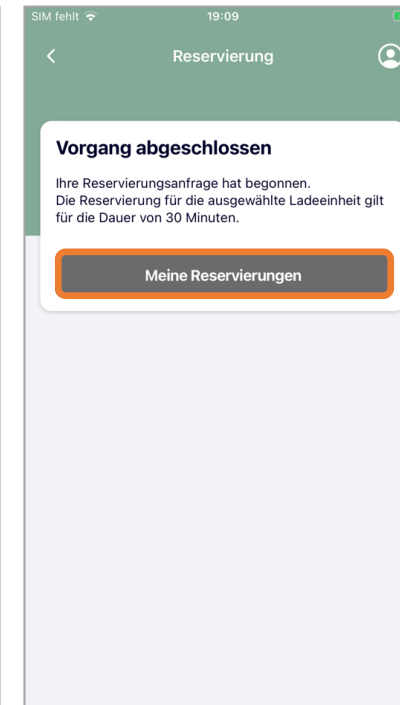 SIM fehlt 19:09
Reservierung
Vorgang abgeschlossen
Ihre Reservierungsanfrage hat begonnen.
Die Reservierung für die ausgewählte Ladeeinheit gilt
für die Dauer von 30 Minuten.
Meine Reservierungen